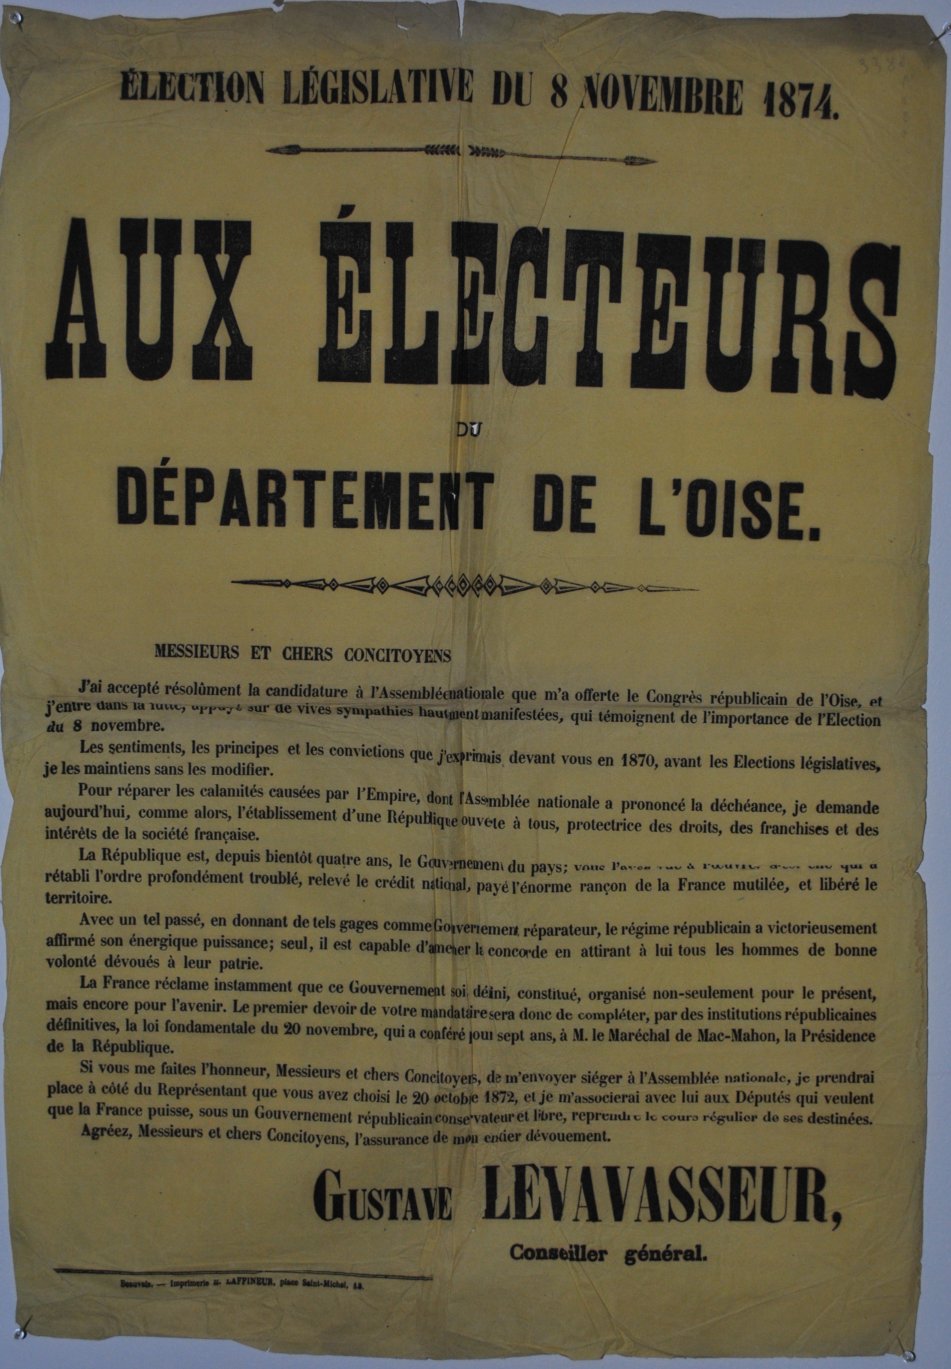 ÉLECTION LÉGISLATIVE DU 8 NOVEMBRE 1874.
AUX ÉLECTEURS
DU
DÉPARTEMENT DE L'OISE.
MESSIEURS ET CHERS CONCITOYENS
J'ai accepté résolûment la candidature à l'Assemblée nationale que m'a offerte le Congrès républicain de l'Oise, et
j'entre dans la lutte, appuyé sur de vives sympathies hautement manifestées, qui témoignent de l'importance de l'Election
du 8 novembre.
Les sentiments, les principes et les convictions que j'exprimais devant vous en 1870, avant les Elections législatives,
je les maintiens sans les modifier.
Pour réparer les calamités causées par l'Empire, dont l'Assemblée nationale a prononcé la déchéance, je demande
aujourd'hui, comme alors, l'établissement d'une République ouverte à tous, protectrice des droits, des franchises et des
intérêts de la société française.
La République est, depuis bientôt quatre ans, le Gouvernement du pays; vous l'avez vue à l'œuvre: c'est elle qui a
rétabli l'ordre profondément troublé, relevé le crédit national, payé l'énorme rançon de la France mutilée, et libéré le
territoire.
Avec un tel passé, en donnant de tels gages comme Gouvernement réparateur, le régime républicain a victorieusement
affirmé son énergique puissance; seul, il est capable d'amener la concorde en attirant à lui tous les hommes de bonne
volonté dévoués à leur patrie.
La France réclame instamment que ce Gouvernement soit défini, constitué, organisé non-seulement pour le présent,
mais encore pour l'avenir. Le premier devoir de votre mandataire sera donc de compléter, par des institutions républicaines
définitives, la loi fondamentale du 20 novembre, qui a conféré pour sept ans, à M. le Maréchal de Mac-Mahon, la Présidence
de la République.
Si vous me faites l'honneur, Messieurs et chers Concitoyens, de m'envoyer siéger à l'Assemblée nationale, je prendrai
place à côté du Représentant que vous avez choisi le 20 octobre 1872, et je m'associerai avec lui aux Députés qui veulent
que la France puisse, sous un Gouvernement républicain conservateur et libre, reprendre le cours régulier de ses destinées.
Agréez, Messieurs et chers Concitoyens, l'assurance de mon entier dévouement.
GUSTAVE LEVAVASSEUR,
Conseiller général.
Beauvais. — Imprimerie LAFFINEUR, place Saint-Michel,